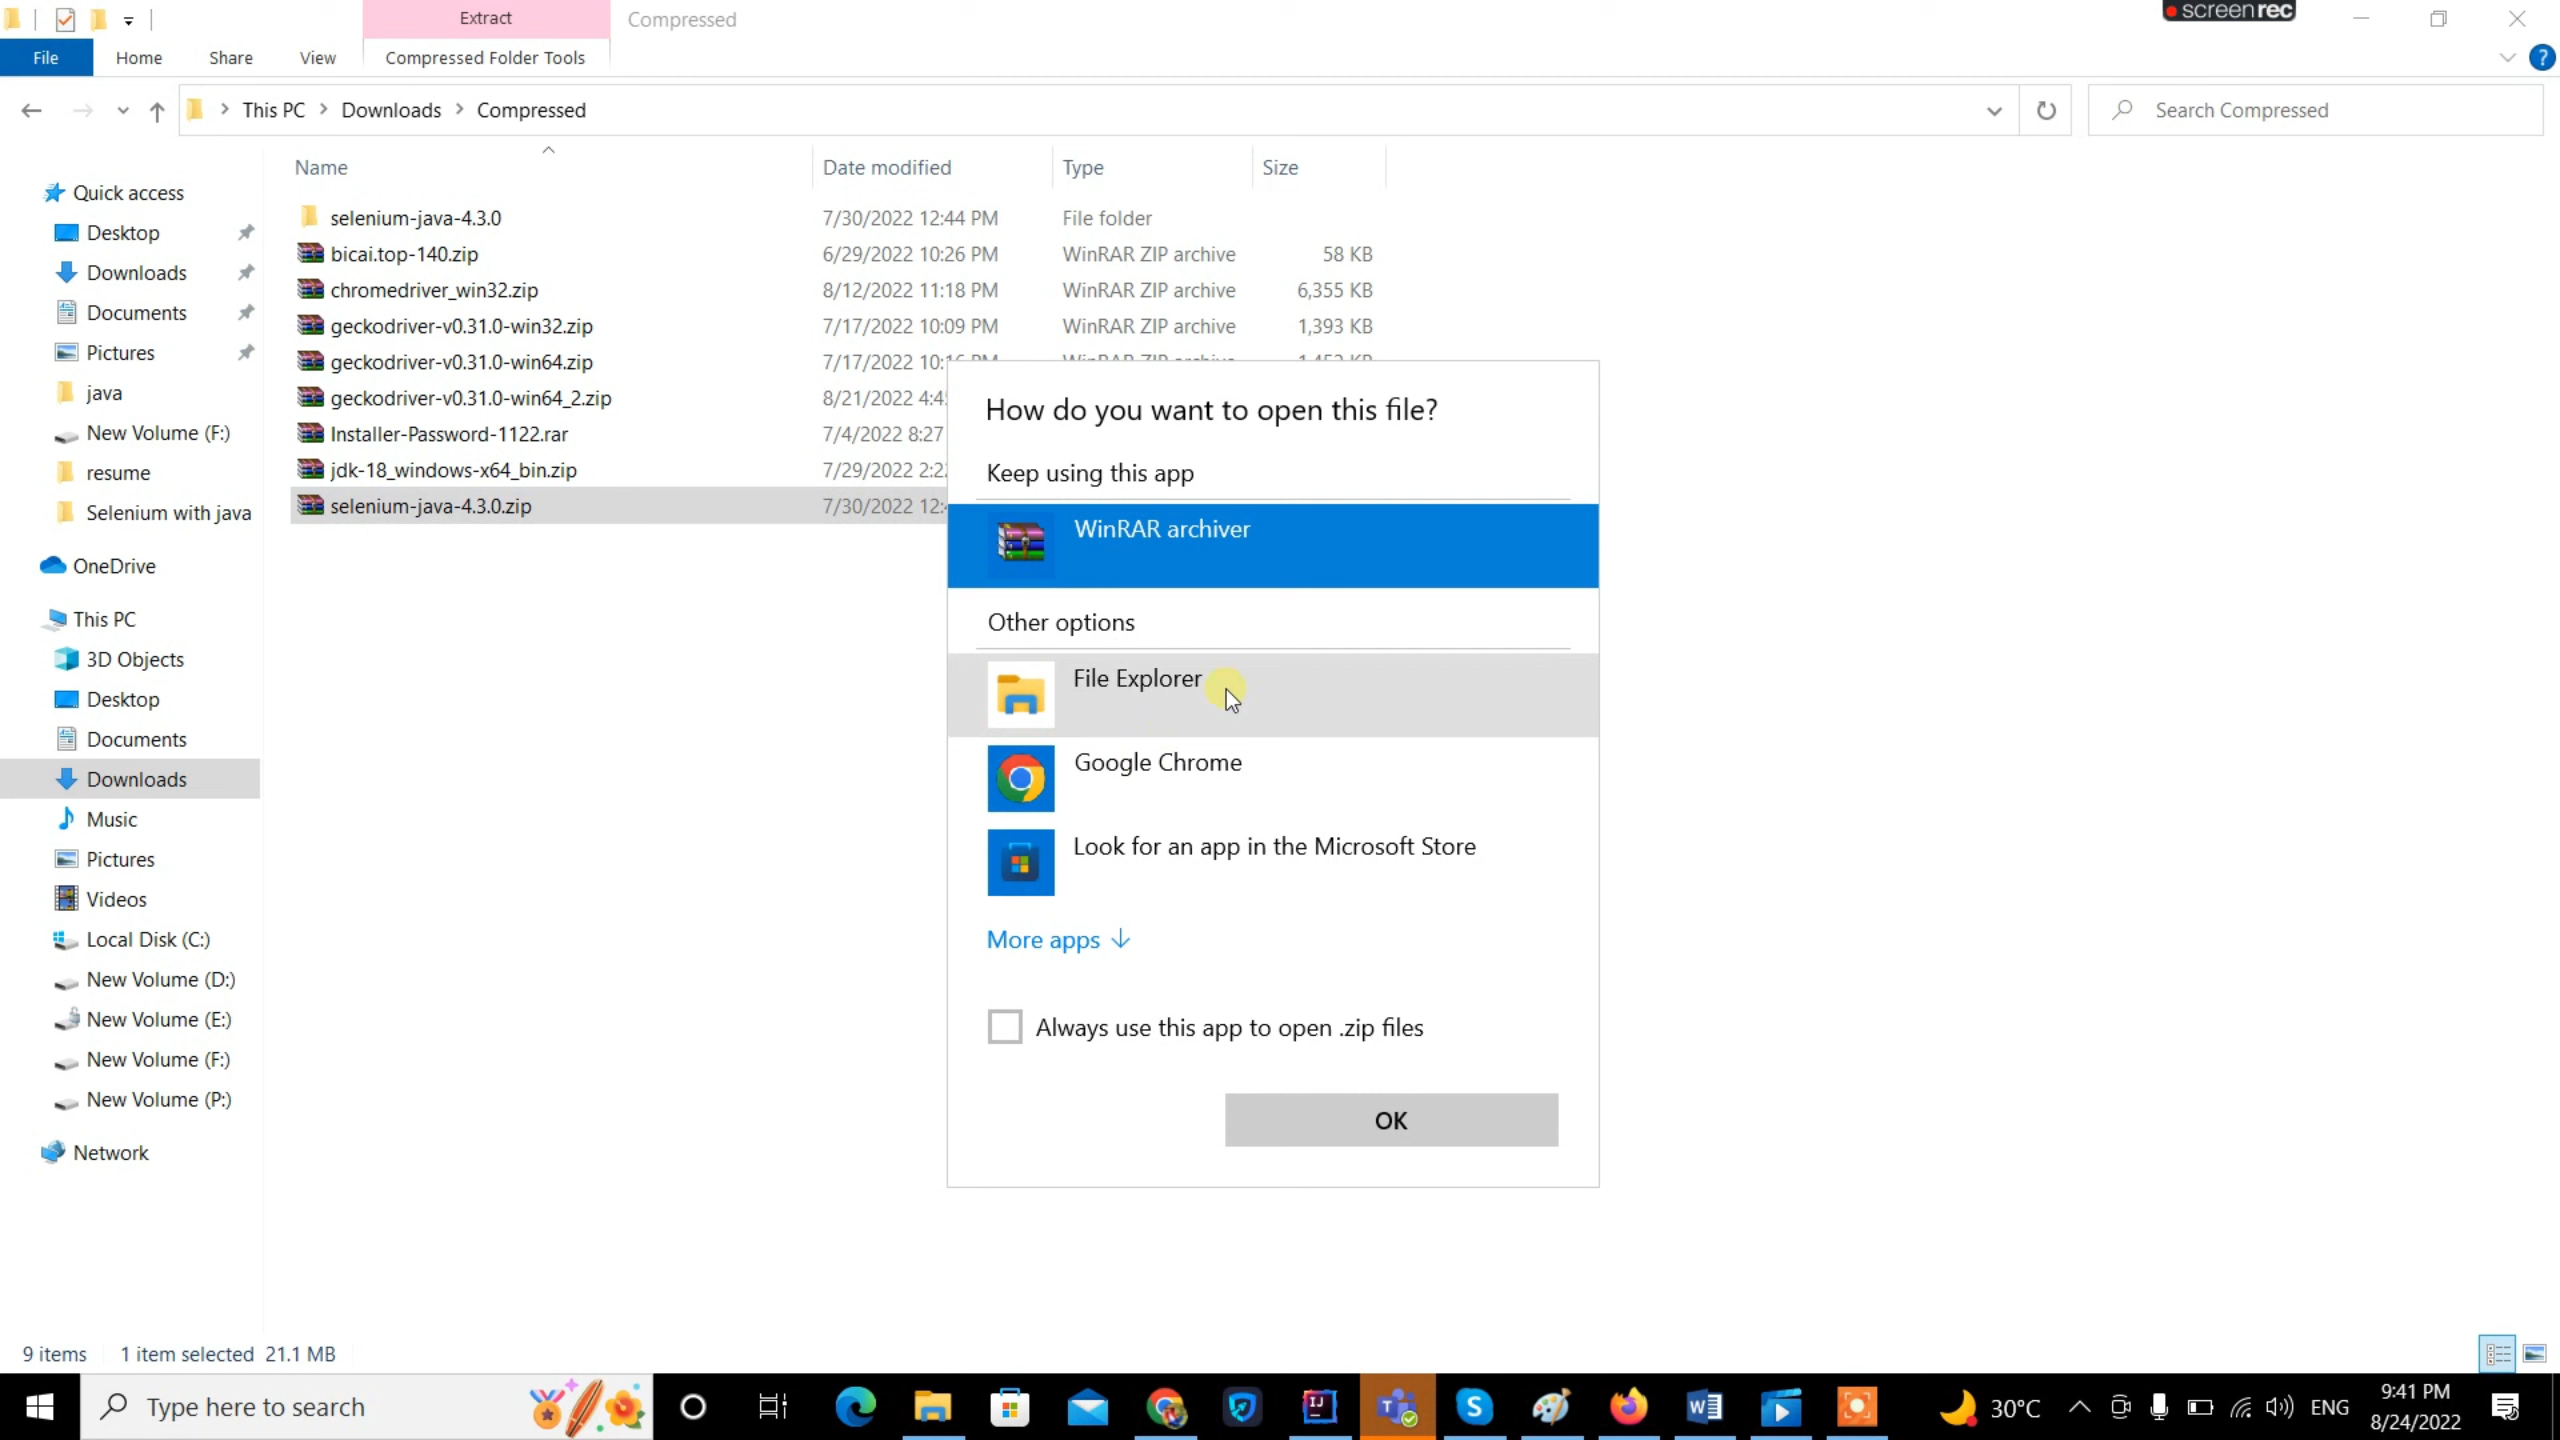 Extract
Compressed
screenrec
File
Home
Share
View
Compressed Folder Tools
?
This PC
Downloads
Compressed
Search Compressed
Name
Date modified
Type
Size
selenium-java-4.3.0 7/30/2022 12:44 PM File folder
bicai.top-140.zip 6/29/2022 10:26 PM WinRAR ZIP archive 58 KB
chromedriver_win32.zip 8/12/2022 11:18 PM WinRAR ZIP archive 6,355 KB
geckodriver-v0.31.0-win32.zip 7/17/2022 10:09 PM WinRAR ZIP archive 1,393 KB
geckodriver-v0.31.0-win64.zip 7/17/2022 10:16 PM WinRAR ZIP archive 1,452 KB
geckodriver-v0.31.0-win64_2.zip 8/21/2022 4:4
Installer-Password-1122.rar 7/4/2022 8:27
jdk-18_windows-x64_bin.zip 7/29/2022 2:2
selenium-java-4.3.0.zip 7/30/2022 12:
Quick access
Desktop
Downloads
Documents
Pictures
java
New Volume (F:)
resume
Selenium with java
OneDrive
This PC
3D Objects
Desktop
Documents
Downloads
Music
Pictures
Videos
Local Disk (C:)
New Volume (D:)
New Volume (E:)
New Volume (F:)
New Volume (P:)
Network
How do you want to open this file?
Keep using this app
WinRAR archiver
Other options
File Explorer
Google Chrome
Look for an app in the Microsoft Store
More apps
Always use this app to open .zip files
OK
9 items 1 item selected 21.1 MB
Type here to search
30°C
ENG
9:41 PM
8/24/2022